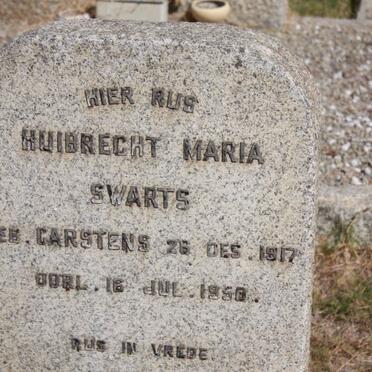 HIER RUS
HUIBRECHT MARIA
SWARTS
EB. CARSTENS 26 DES. 1917
OORL. 16 JUL. 1950.
RUS IN VREDE